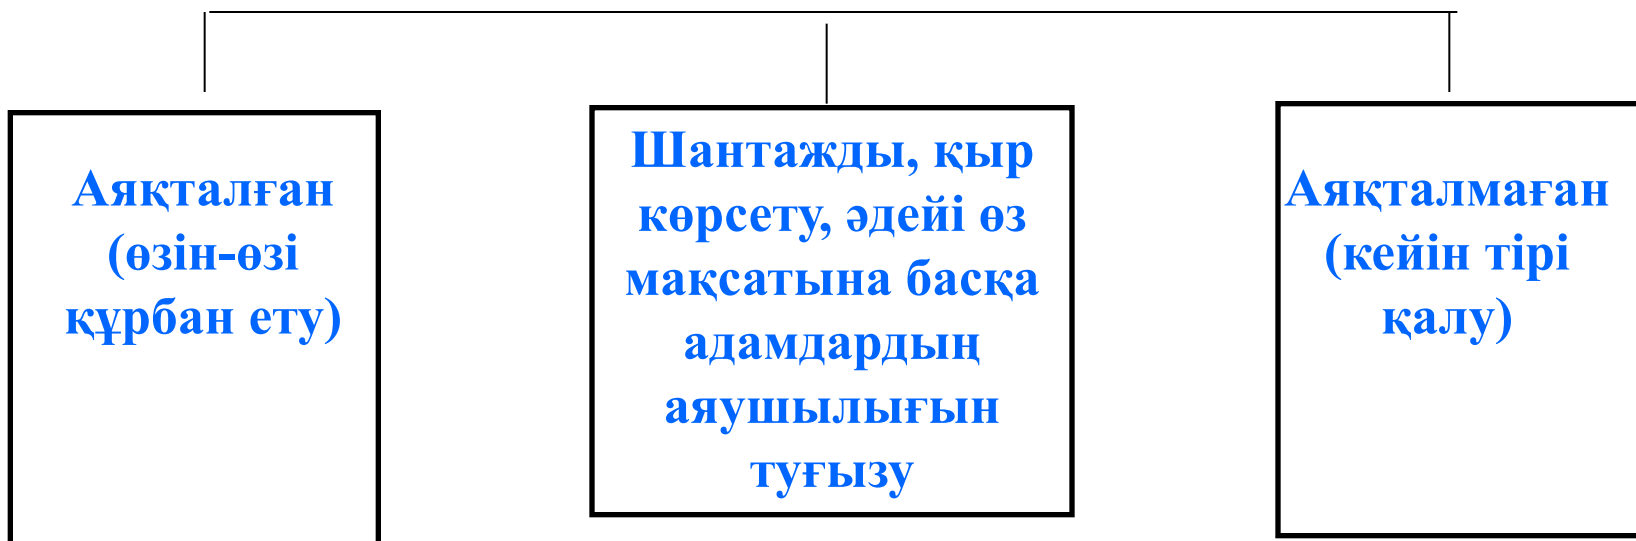 Аяқталған
(өзін-өзі
құрбан ету)
Шантажды, қыр
көрсету, әдейі өз
мақсатына басқа
адамдардың
аяушылығын
туғызу
Аяқталмаған
(кейін тірі
қалу)